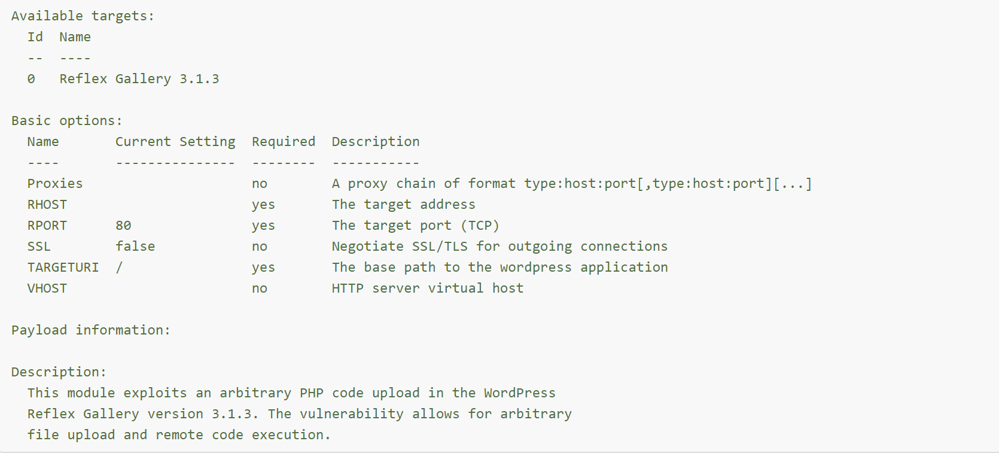 Available targets:
  Id  Name
  --  ----
  0   Reflex Gallery 3.1.3

Basic options:
  Name       Current Setting  Required  Description
  ----       ---------------  --------  -----------
  Proxies                     no        A proxy chain of format type:host:port[,type:host:port][...]
  RHOST                       yes       The target address
  RPORT      80               yes       The target port (TCP)
  SSL        false            no        Negotiate SSL/TLS for outgoing connections
  TARGETURI  /                yes       The base path to the wordpress application
  VHOST                       no        HTTP server virtual host

Payload information:

Description:
  This module exploits an arbitrary PHP code upload in the WordPress
  Reflex Gallery version 3.1.3. The vulnerability allows for arbitrary
  file upload and remote code execution.